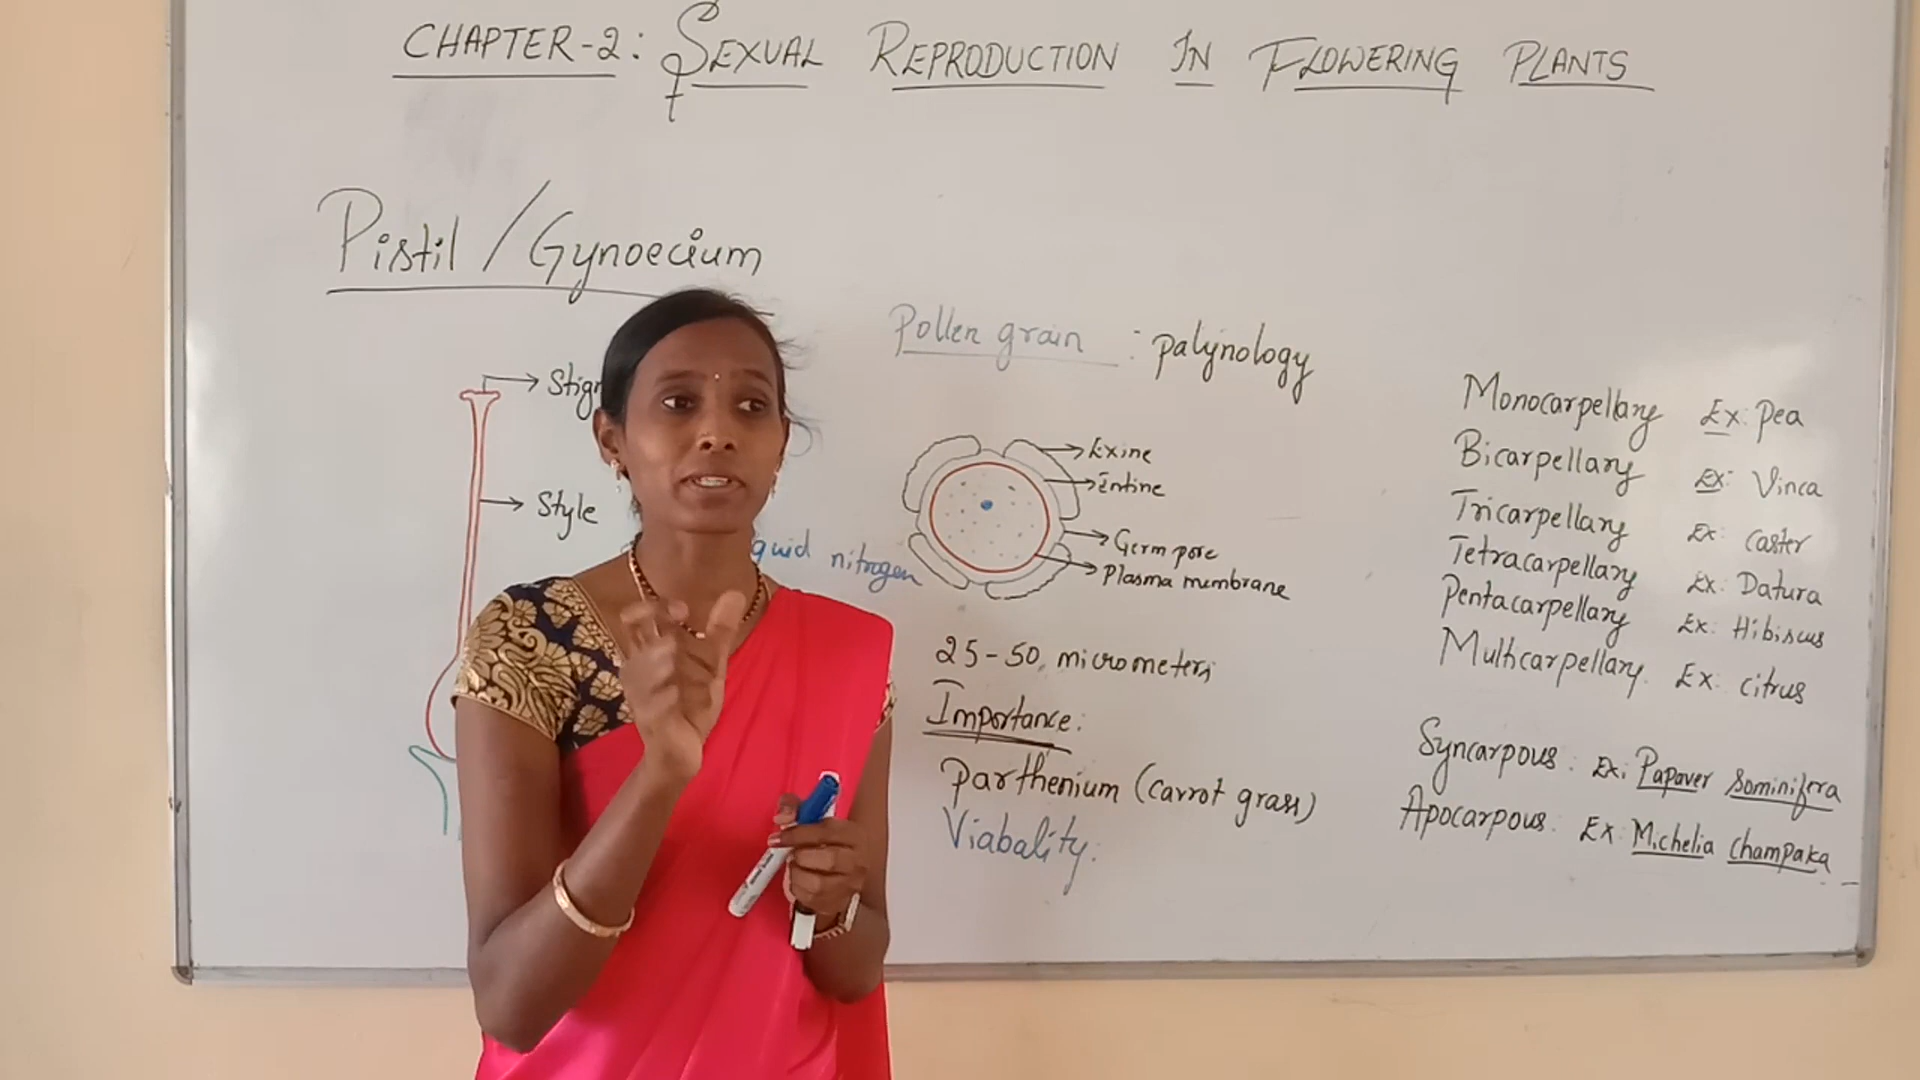 CHAPTER-2: SEXUAL REPRODUCTION IN FLOWERING PLANTS
Pistil / Gynoecium
Style
nitrogen
Pollen grain : palynology
Exine
Intine
Germ pore
Plasma membrane
25-50 micrometers
Importance:
Parthenium (carrot grass)
Viabality:
Monocarpellary Ex: Pea
Bicarpellary Ex: Vinca
Tricarpellary Ex: Caster
Tetracarpellary Ex: Datura
Pentacarpellary Ex: Hibiscus
Multicarpellary. Ex: citrus
Syncarpous: Ex: Papaver Sominifera
Apocarpous: Ex: Michelia Champaka